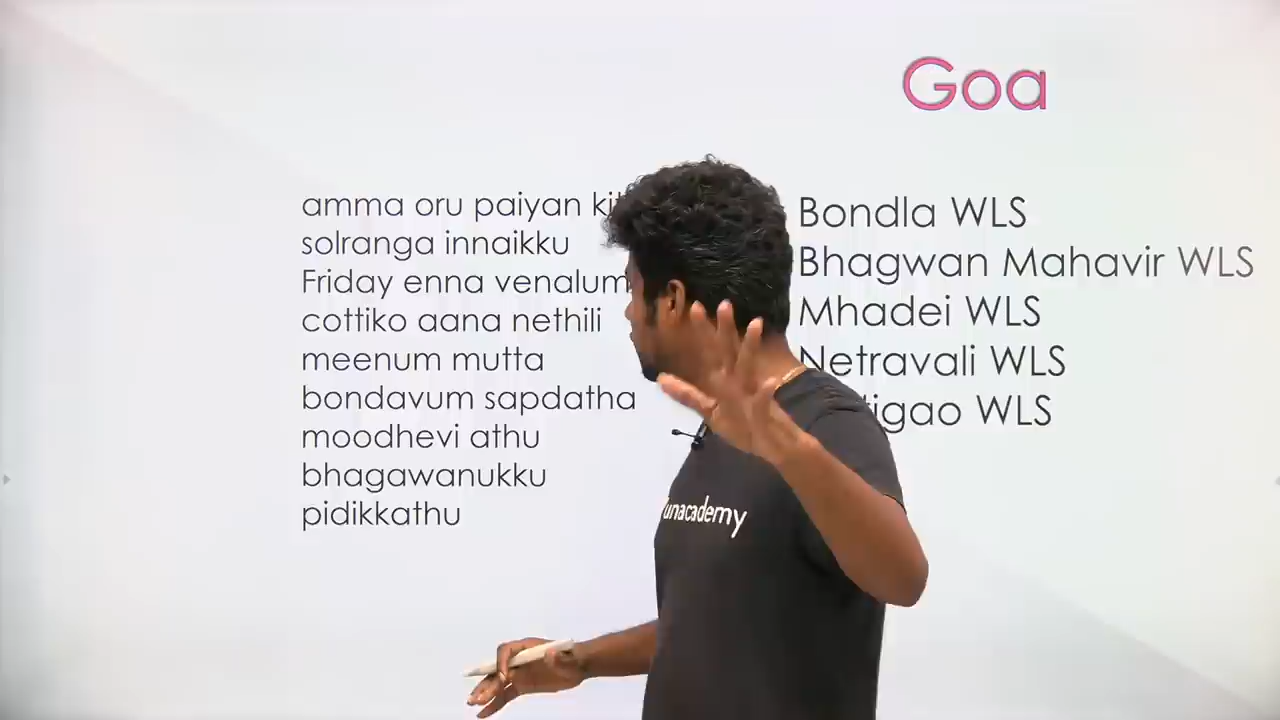 Goa
amma oru paiyan
solranga innaikku
Friday enna venalum
cottiko aana nethili
meenum mutta
bondavum sapdatha
moodhevi athu
bhagawanukku
pidikkathu
Bondla WLS
Bhagwan Mahavir WLS
Mhadei WLS
Netravali WLS
WLS
unacademy